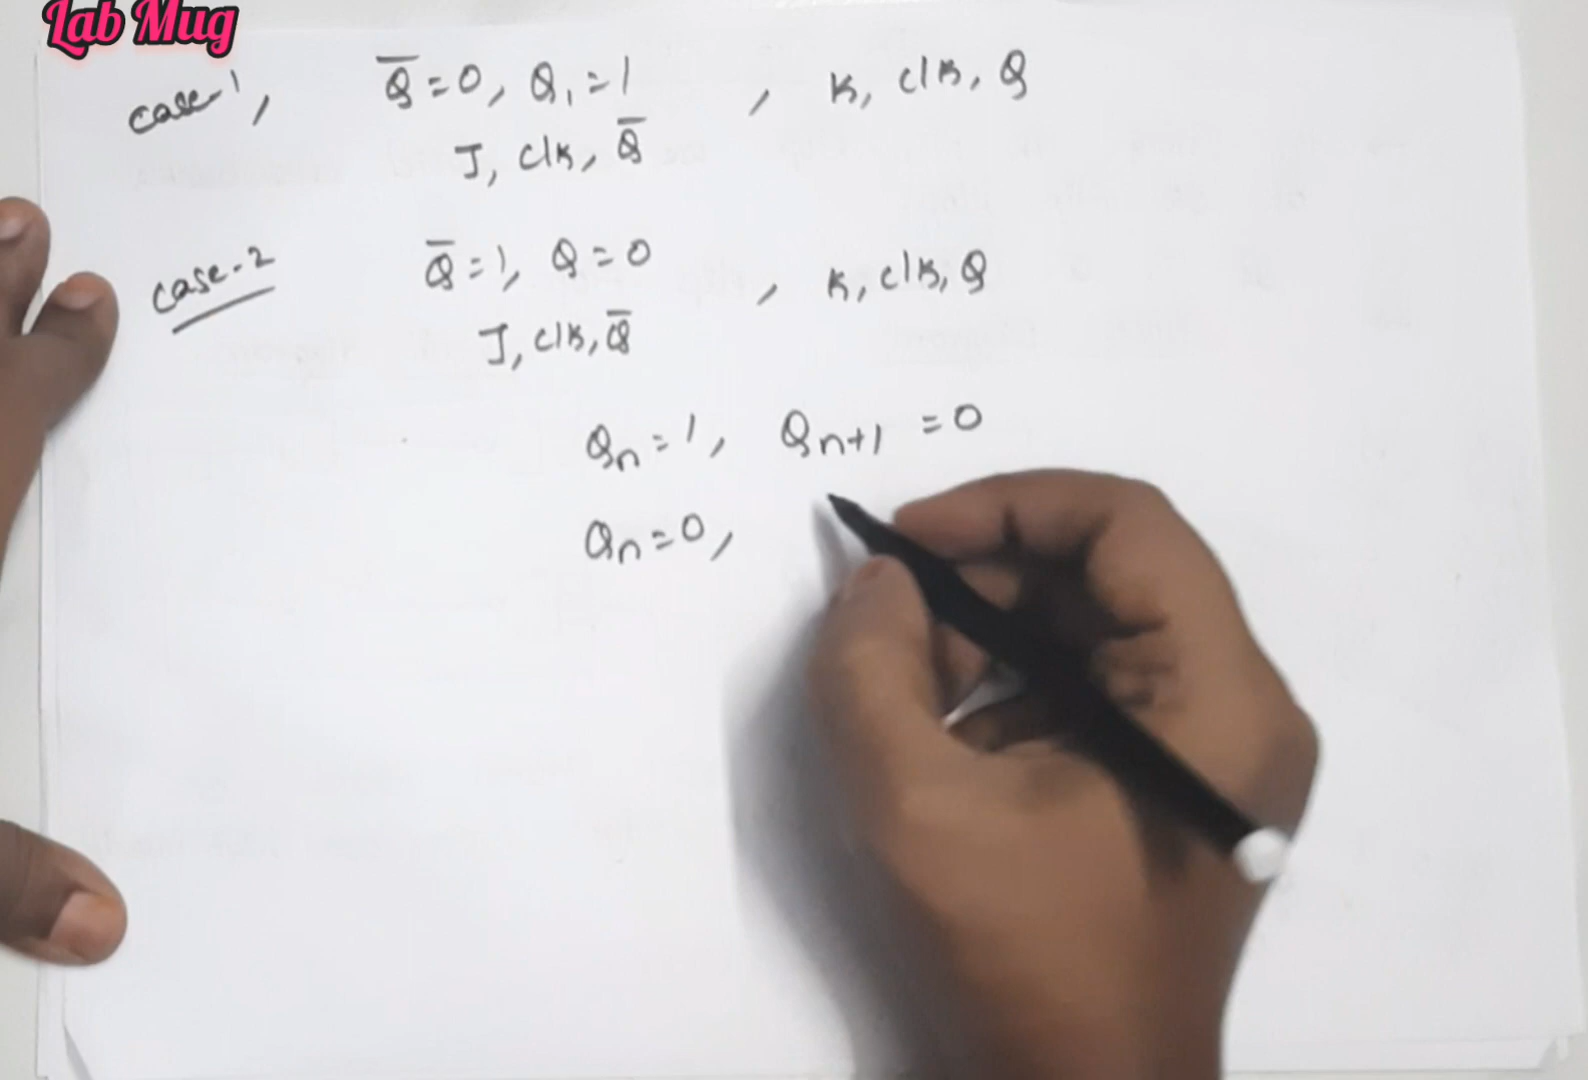 Lab Mug
case-1, Q̅ = 0, Q₁ = 1 , K, clk, Q
J, clk, Q̅
case-2 Q̅ = 1, Q = 0 , K, clk, Q
J, clk, Q̅
Qn = 1, Qn+1 = 0
Qn = 0,